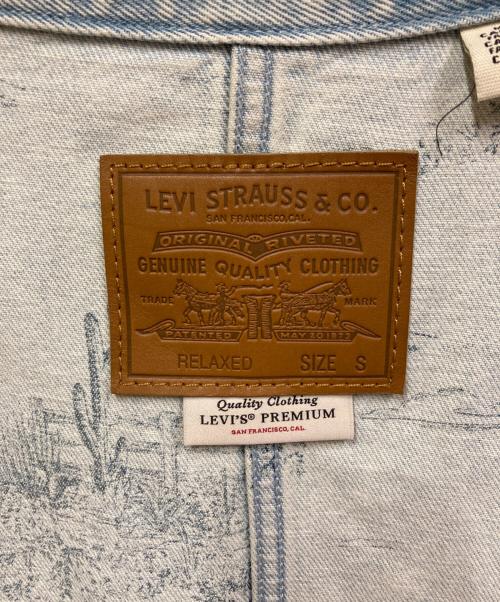 LEVI STRAUSS & CO.
SAN FRANCISCO, CAL.
ORIGINAL RIVETED
GENUINE QUALITY CLOTHING
TRADE MARK
PATENTED MAY 20 1873
RELAXED SIZE S
Quality Clothing
LEVI'S® PREMIUM
SAN FRANCISCO, CAL.